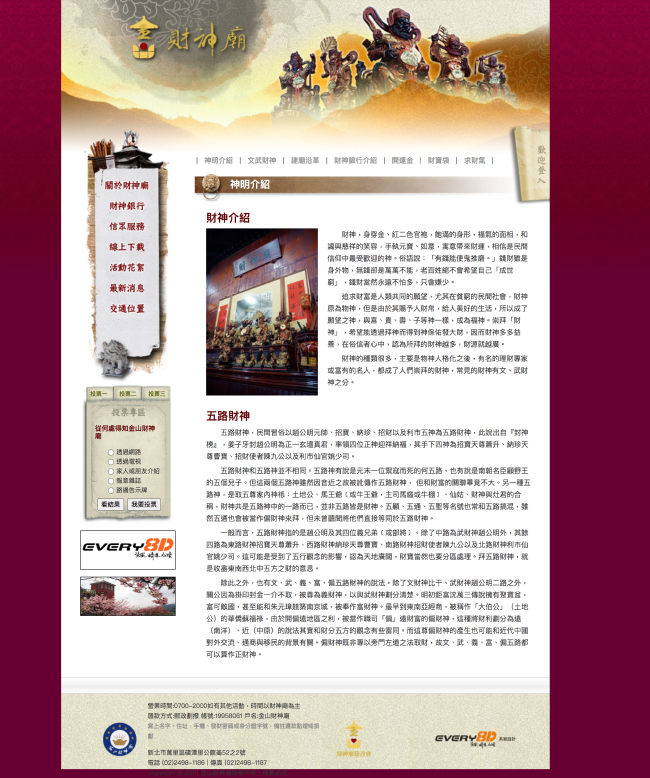 財神廟
| 神明介紹 | 文武財神 | 建廟沿革 | 財神銀行介紹 | 開運金 | 財寶袋 | 求財氣 |
歡迎登入
神明介紹
關於財神廟
財神銀行
信眾服務
線上下載
活動花絮
最新消息
交通位置
財神介紹
財神，身穿金、紅二色官袍，飽滿的身形，福氣的面相，和
藹與慈祥的笑容，手執元寶、如意，寓意帶來財運，相信是民間
信仰中最受歡迎的神。俗話說：「有錢能使鬼推磨。」錢財雖是
身外物，無錢卻是萬萬不能，老百姓絕不會希望自己「成世
窮」，錢財當然永遠不怕多，只會嫌少。
追求財富是人類共同的願望，尤其在貧窮的民間社會，財神
原為物神，但是由於其賜予人財帛，給人美好的生活，所以成了
願望之神，與喜、貴、壽、子等神一樣，成為福神。崇拜「財
神」，希望能透過拜神而得到神保佑發大財，因而財神多多益
善，在俗信者心中，認為所拜的財神越多，財源就越廣。
財神的種類很多，主要是物神人格化之後，有名的理財專家
或富有的名人，都成了人們崇拜的財神，常見的財神有文、武財
神之分。
投票一 投票二 投票三
投票專區
從何處得知金山財神
廟
透過網路
透過電視
家人或朋友介紹
報章雜誌
路邊告示牌
看結果 我要投票
五路財神
五路財神，民間習俗以趙公明元帥、招寶、納珍、招財以及利市五神為五路財神，此說出自『封神
榜』，姜子牙封趙公明為正一玄壇真君，率領四位正神迎祥納福，其手下四神為招寶天尊蕭升、納珍天
尊曹寶、招財使者陳九公以及利市仙官姚少司。
五路財神和五路神並不相同。五路神有說是元末一位禦寇而死的何五路，也有說是南朝名臣顧野王
的五個兒子。但這兩個五路神雖然因音近之故被訛傳作五路財神，但和財富的關聯畢竟不大。另一種五
路神，是取五尊家內神祗：土地公、馬王爺（或牛王爺，主司馬廄或牛棚）、仙姑、財神與灶君的合
稱，財神共是五路神中的一路而已，並非五路皆是財神。五顯、五通、五聖等名號也常和五路搞混，雖
然五通也曾被當作偏財神來拜，但未曾聽聞將他們直接等同於五路財神。
一般而言，五路財神指的是趙公明及其四位義兄弟（或部將）。除了中路為武財神趙公明外，其餘
四路為東路財神招寶天尊蕭升、西路財神納珍天尊曹寶、南路財神招財使者陳九公以及北路財神利市仙
官姚少司。這可能是受到了五行觀念的影響，認為天地廣闊，財寶當然也要分區處理。拜五路財神，就
是收盡東南西北中五方之財的意思。
除此之外，也有文、武、義、富、偏五路財神的說法。除了文財神比干、武財神趙公明二路之外，
關公因為掛印封金一介不取，被尊為義財神，以與武財神劃分清楚。明初鉅富沈萬三傳說擁有聚寶盆，
富可敵國，甚至能和朱元璋競築南京城，被奉作富財神。最早到東南亞經商，被稱作「大伯公」（土地
公）的華僑蘇福祿，由於開偏遠地區之利，被當作職司「偏」遠財富的偏財神。這種將財利劃分為遠
（南洋）、近（中原）的說法其實和財分五方的觀念有些雷同。而這尊偏財神的產生也可能和近代中國
對外交流、通商與移民的背景有關。偏財神既非專以旁門左道之法取財，故文、武、義、富、偏五路都
可以算作正財神。
EVERY8D
營業時間:0700~2000如有其他活動，時間以財神廟為主
匯款方式:郵政劃撥 帳號:19958061 戶名:金山財神廟
新北市萬里區磺潭里公館崙52之2號
電話 (02)2498-1186 | 傳真 (02)2498-1187
EVERY8D 系統設計